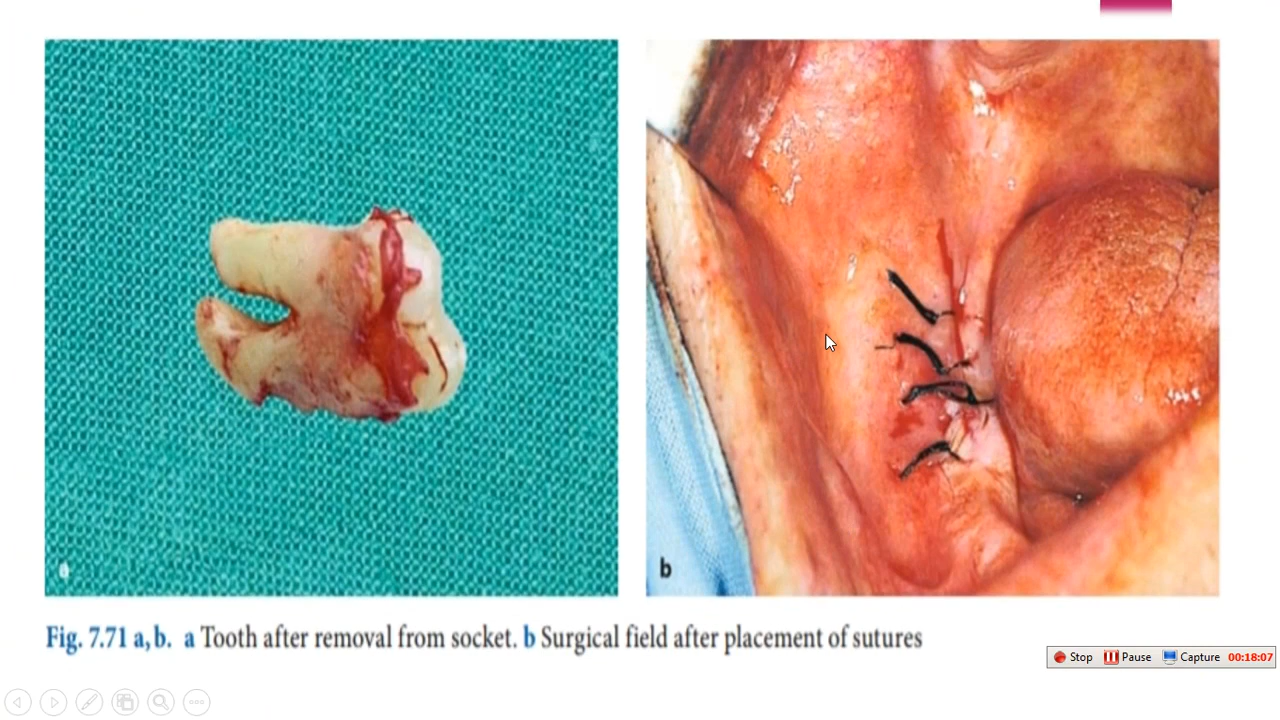 a
b
Fig. 7.71 a, b. a Tooth after removal from socket. b Surgical field after placement of sutures
Stop Pause Capture 00:18:07